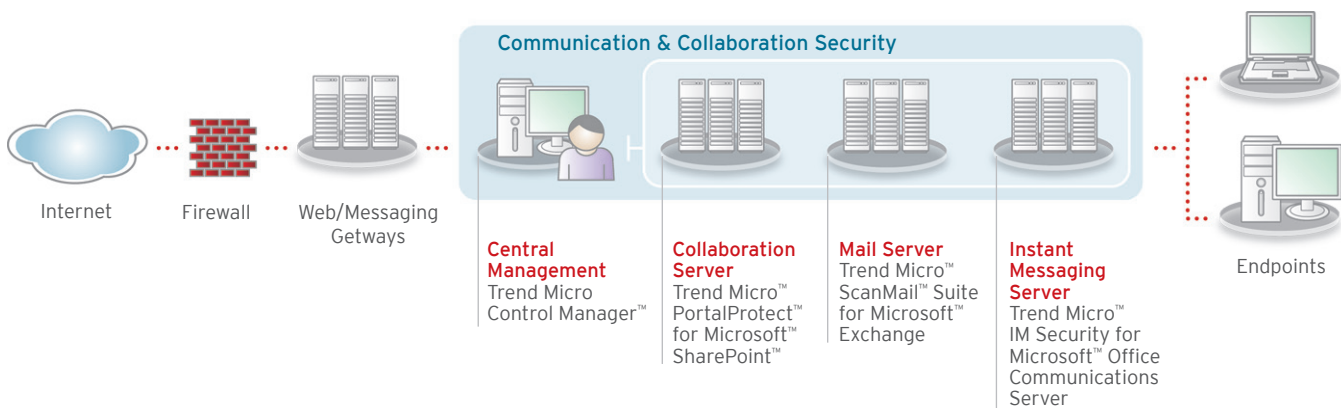 Communication & Collaboration Security
Internet
Firewall
Web/Messaging
Getways
Central
Management
Trend Micro
Control Manager™
Collaboration
Server
Trend Micro™
PortalProtect™
for Microsoft™
SharePoint™
Mail Server
Trend Micro™
ScanMail™ Suite
for Microsoft™
Exchange
Instant
Messaging
Server
Trend Micro™
IM Security for
Microsoft™ Office
Communications
Server
Endpoints